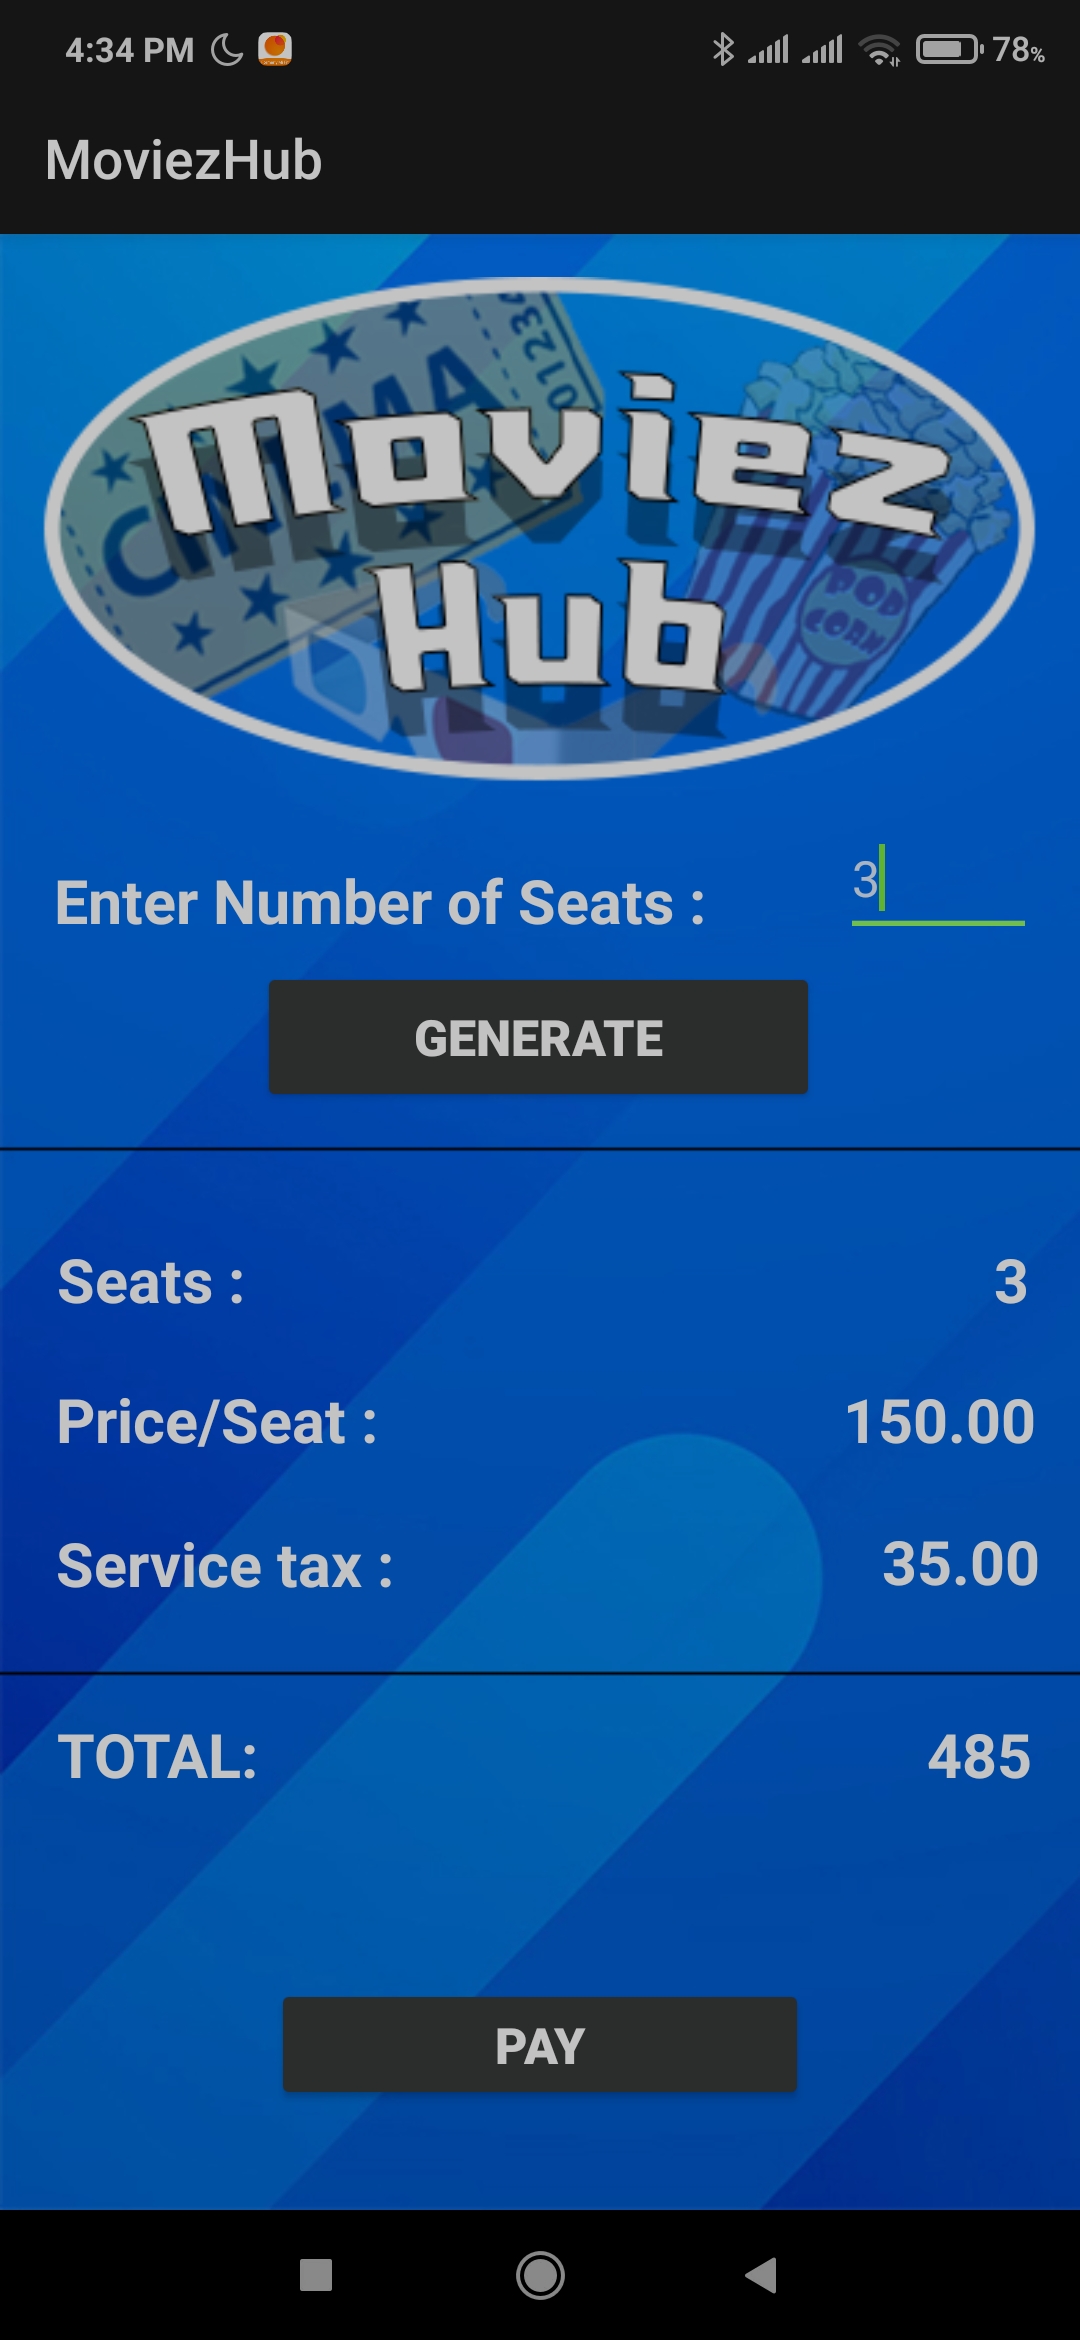 4:34 PM 78%
MoviezHub
CINEMA
01234
Moviez
Hub
POP
CORN
Enter Number of Seats : 3
GENERATE
Seats : 3
Price/Seat : 150.00
Service tax : 35.00
TOTAL: 485
PAY